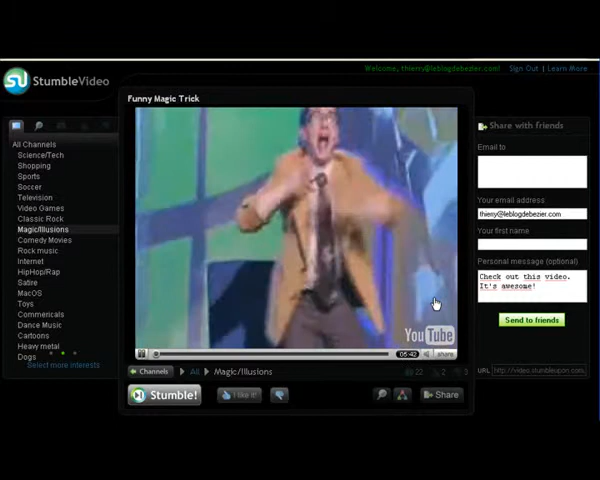 Welcome, thierry@leblogdebezier.com!
Sign Out
Learn More
StumbleVideo
Funny Magic Trick
Share with friends
All Channels
Science/Tech
Shopping
Sports
Soccer
Television
Video Games
Classic Rock
Magic/Illusions
Comedy Movies
Rock music
Internet
HipHop/Rap
Satire
MacOS
Toys
Commericals
Dance Music
Cartoons
Heavy metal
Dogs
Select more interests
Email to
Your email address
thierry@leblogdebezier.com
Your first name
Personal message (optional)
Check out this video.
It's awesome!
Send to friends
YouTube
05:42
share
Channels
All
Magic/Illusions
22
2
URL
http://video.stumbleupon.com
Stumble!
I like it!
Share